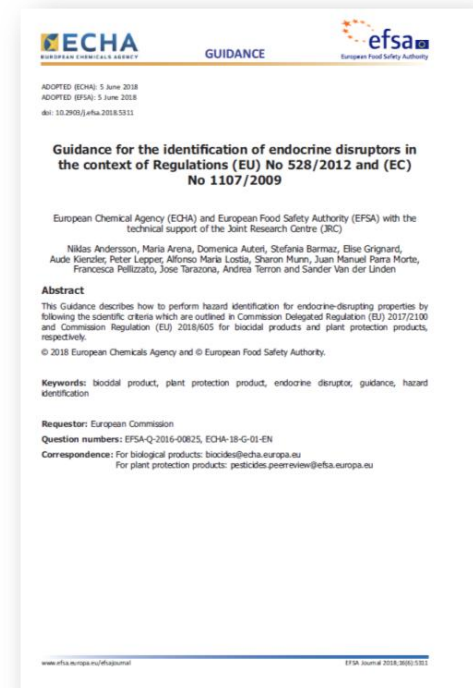 ECHA
EUROPEAN CHEMICALS AGENCY
GUIDANCE
efsa
European Food Safety Authority
ADOPTED (ECHA): 5 June 2018
ADOPTED (EFSA): 5 June 2018
doi: 10.2903/j.efsa.2018.5311
Guidance for the identification of endocrine disruptors in
the context of Regulations (EU) No 528/2012 and (EC)
No 1107/2009
European Chemical Agency (ECHA) and European Food Safety Authority (EFSA) with the
technical support of the Joint Research Centre (JRC)
Niklas Andersson, Maria Arena, Domenica Auteri, Stefania Barmaz, Elise Grignard,
Aude Kienzler, Peter Lepper, Alfonso Maria Lostia, Sharon Munn, Juan Manuel Parra Morte,
Francesca Pellizzato, Jose Tarazona, Andrea Terron and Sander Van der Linden
Abstract
This Guidance describes how to perform hazard identification for endocrine-disrupting properties by
following the scientific criteria which are outlined in Commission Delegated Regulation (EU) 2017/2100
and Commission Regulation (EU) 2018/605 for biocidal products and plant protection products,
respectively.
© 2018 European Chemicals Agency and © European Food Safety Authority.
Keywords: biocidal product, plant protection product, endocrine disruptor, guidance, hazard
identification
Requestor: European Commission
Question numbers: EFSA-Q-2016-00825, ECHA-18-G-01-EN
Correspondence: For biological products: biocides@echa.europa.eu
For plant protection products: pesticides.peerreview@efsa.europa.eu
www.efsa.europa.eu/efsajournal
EFSA Journal 2018;16(6):5311